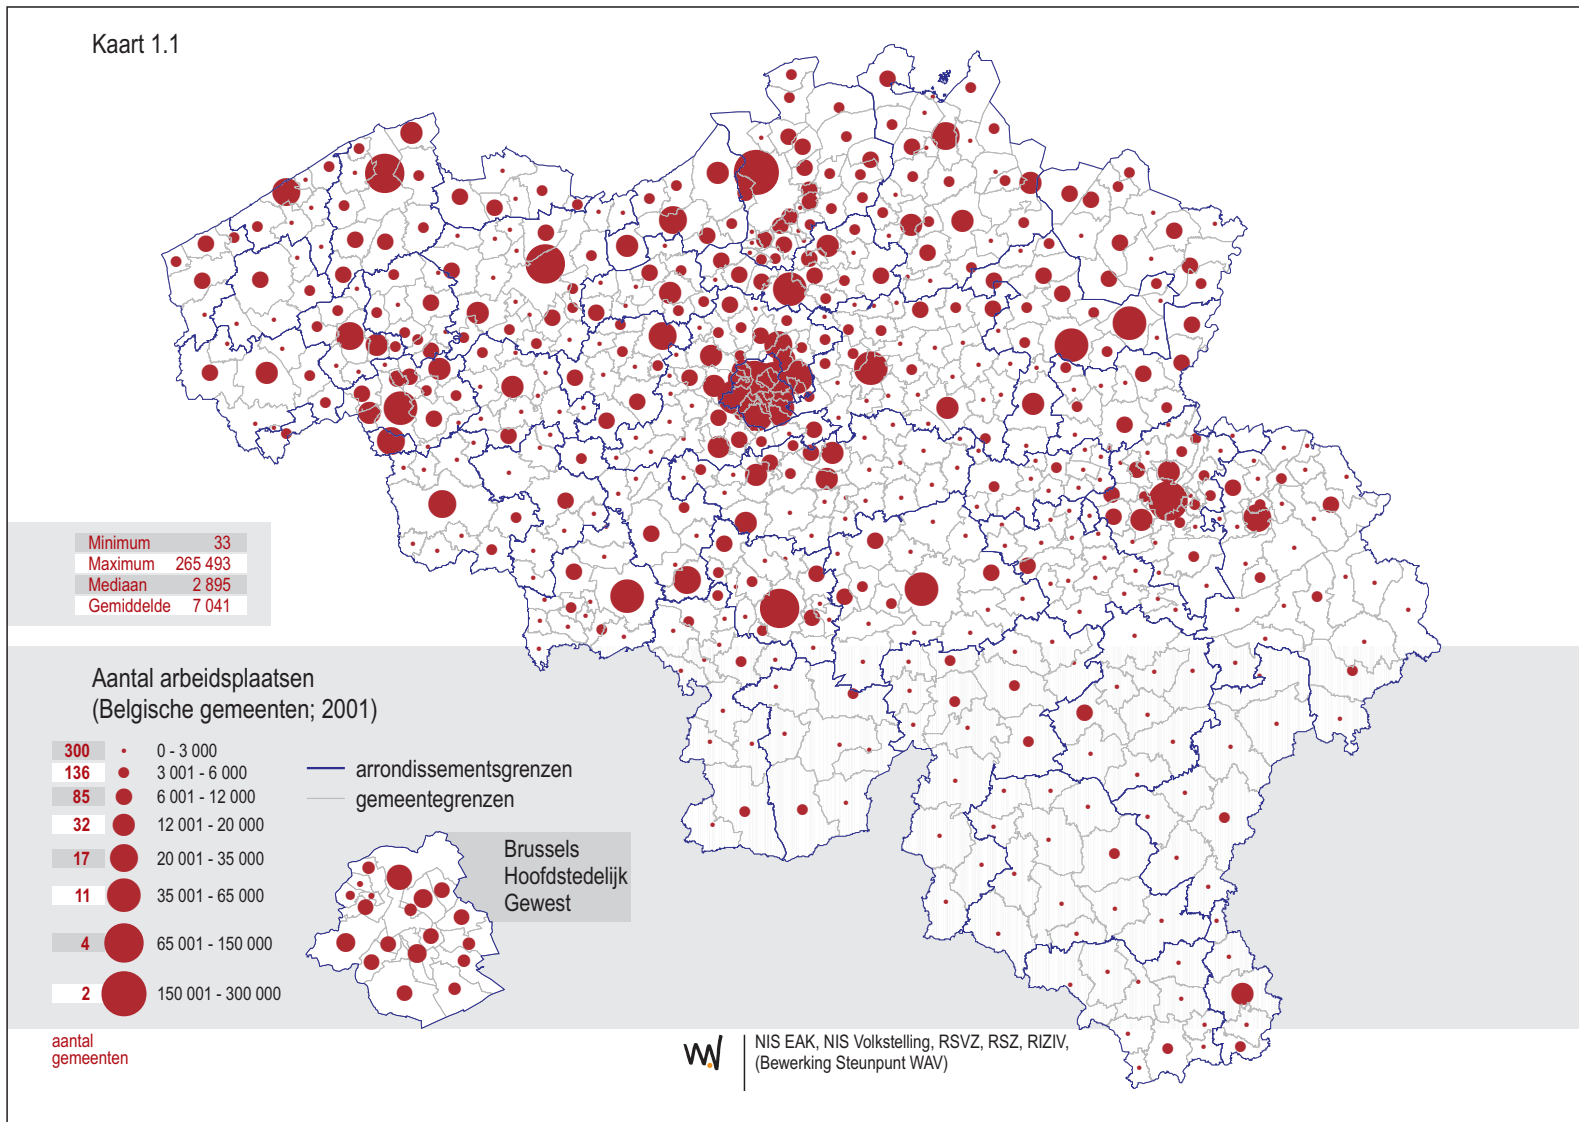 Kaart 1.1
Minimum 33
Maximum 265 493
Mediaan 2 895
Gemiddelde 7 041
Aantal arbeidsplaatsen
(Belgische gemeenten; 2001)
300 0 - 3 000
136 3 001 - 6 000
85 6 001 - 12 000
32 12 001 - 20 000
17 20 001 - 35 000
11 35 001 - 65 000
4 65 001 - 150 000
2 150 001 - 300 000
aantal
gemeenten
arrondissementsgrenzen
gemeentegrenzen
Brussels
Hoofdstedelijk
Gewest
NIS EAK, NIS Volkstelling, RSVZ, RSZ, RIZIV,
(Bewerking Steunpunt WAV)